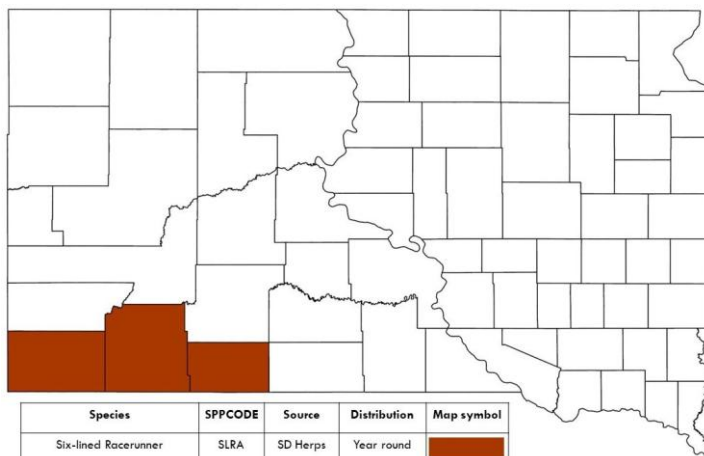 Species SPPCODE Source Distribution Map symbol
Six-lined Racerunner SLRA SD Herps Year round